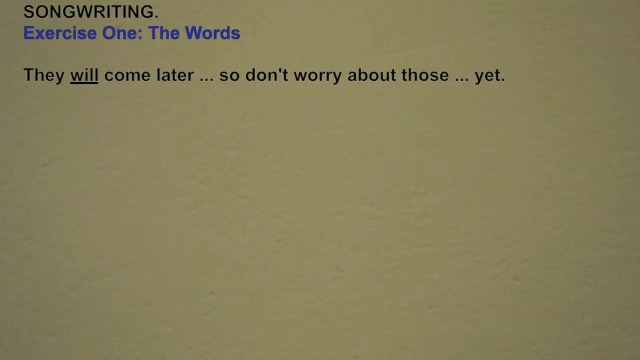 SONGWRITING.
Exercise One: The Words
They will come later ... so don't worry about those ... yet.